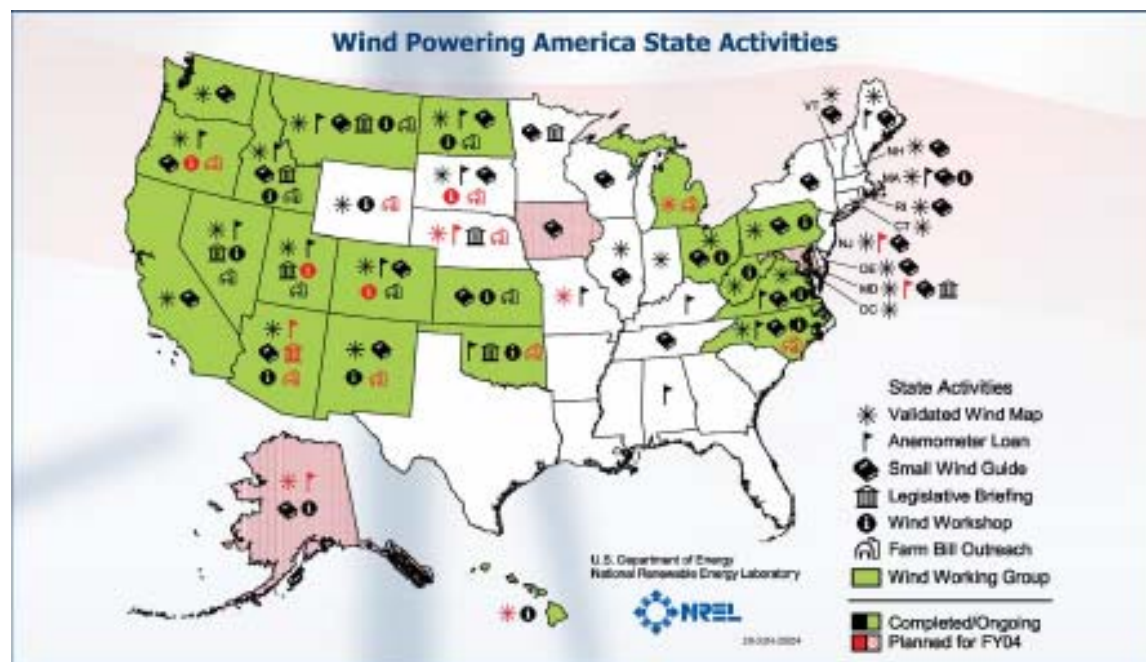 Wind Powering America State Activities
VT
NH
MA
RI
CT
NJ
DE
MD
DC
State Activities
Validated Wind Map
Anemometer Loan
Small Wind Guide
Legislative Briefing
Wind Workshop
Farm Bill Outreach
Wind Working Group
Completed/Ongoing
Planned for FY04
U.S. Department of Energy
National Renewable Energy Laboratory
NREL